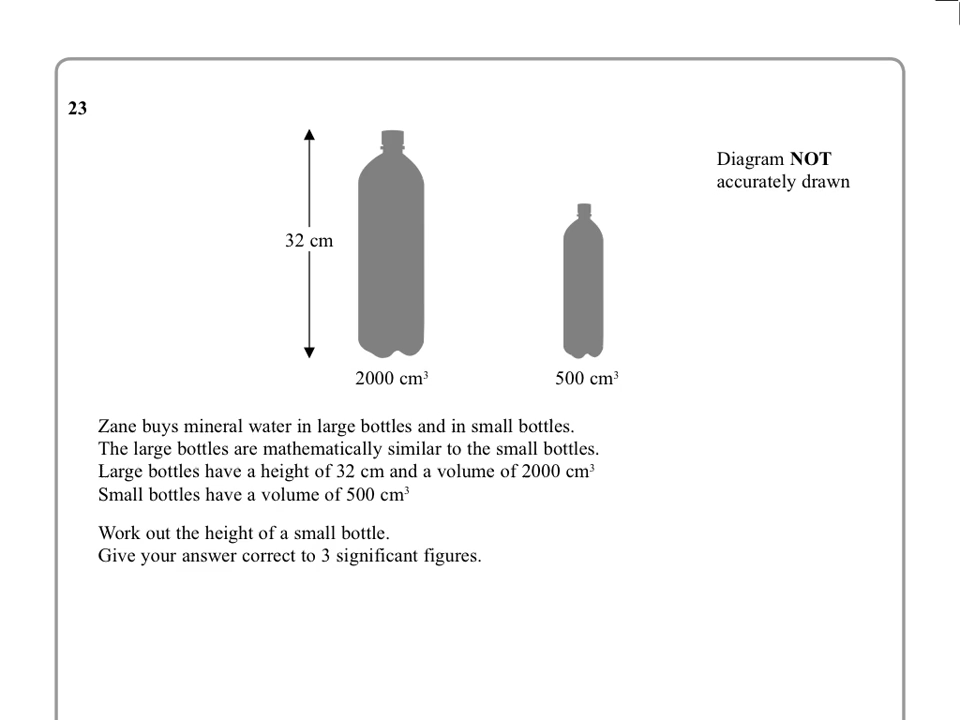 23
Diagram NOT
accurately drawn
32 cm
2000 cm³
500 cm³
Zane buys mineral water in large bottles and in small bottles.
The large bottles are mathematically similar to the small bottles.
Large bottles have a height of 32 cm and a volume of 2000 cm³
Small bottles have a volume of 500 cm³
Work out the height of a small bottle.
Give your answer correct to 3 significant figures.